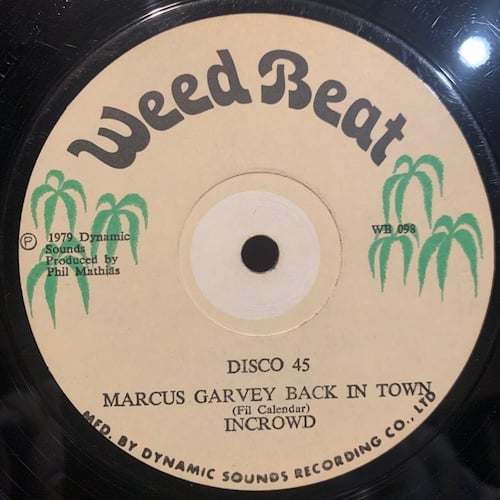 Weed Beat
℗ 1979 Dynamic
Sounds
Produced by
Phil Mathias
WB 098
DISCO 45
MARCUS GARVEY BACK IN TOWN
(Fil Calendar)
INCROWD
MFD. BY DYNAMIC SOUNDS RECORDING CO., LTD